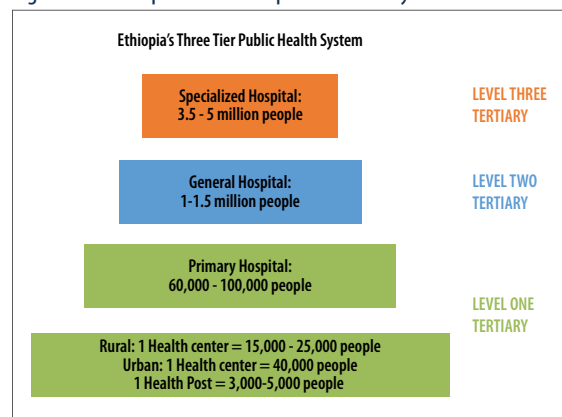 Ethiopia's Three Tier Public Health System
Specialized Hospital:
3.5 - 5 million people
LEVEL THREE
TERTIARY
General Hospital:
1-1.5 million people
LEVEL TWO
TERTIARY
Primary Hospital:
60,000 - 100,000 people
LEVEL ONE
TERTIARY
Rural: 1 Health center = 15,000 - 25,000 people
Urban: 1 Health center = 40,000 people
1 Health Post = 3,000-5,000 people